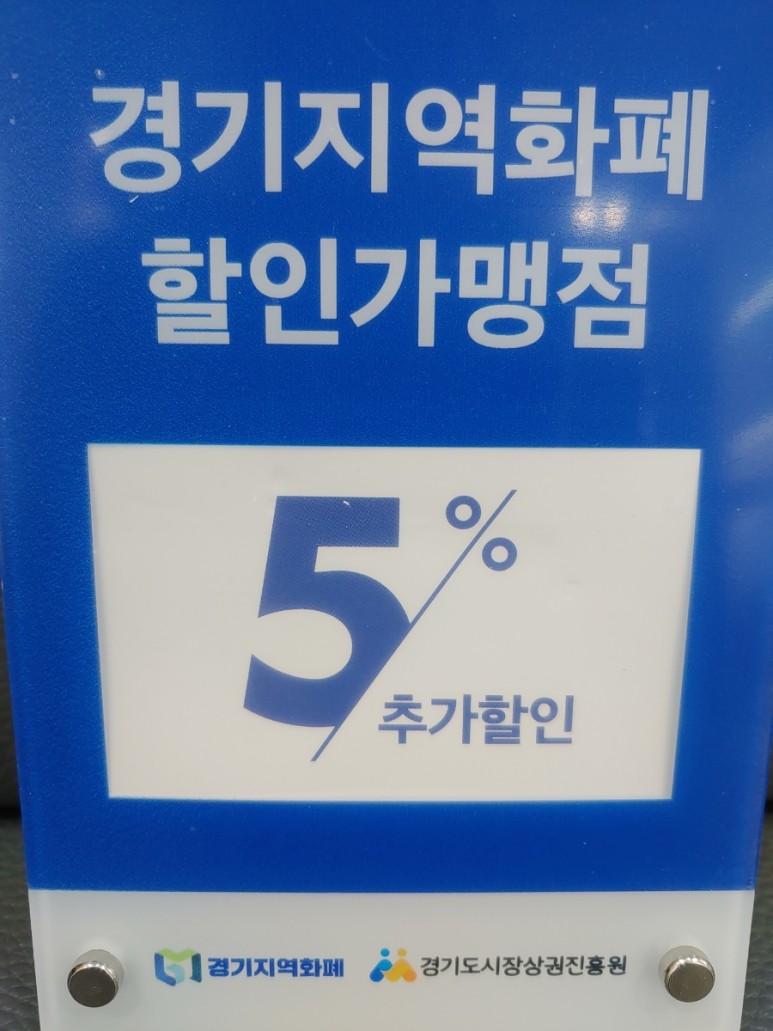 경기지역화폐
할인가맹점
5%
추가할인
경기지역화폐 경기도시장상권진흥원